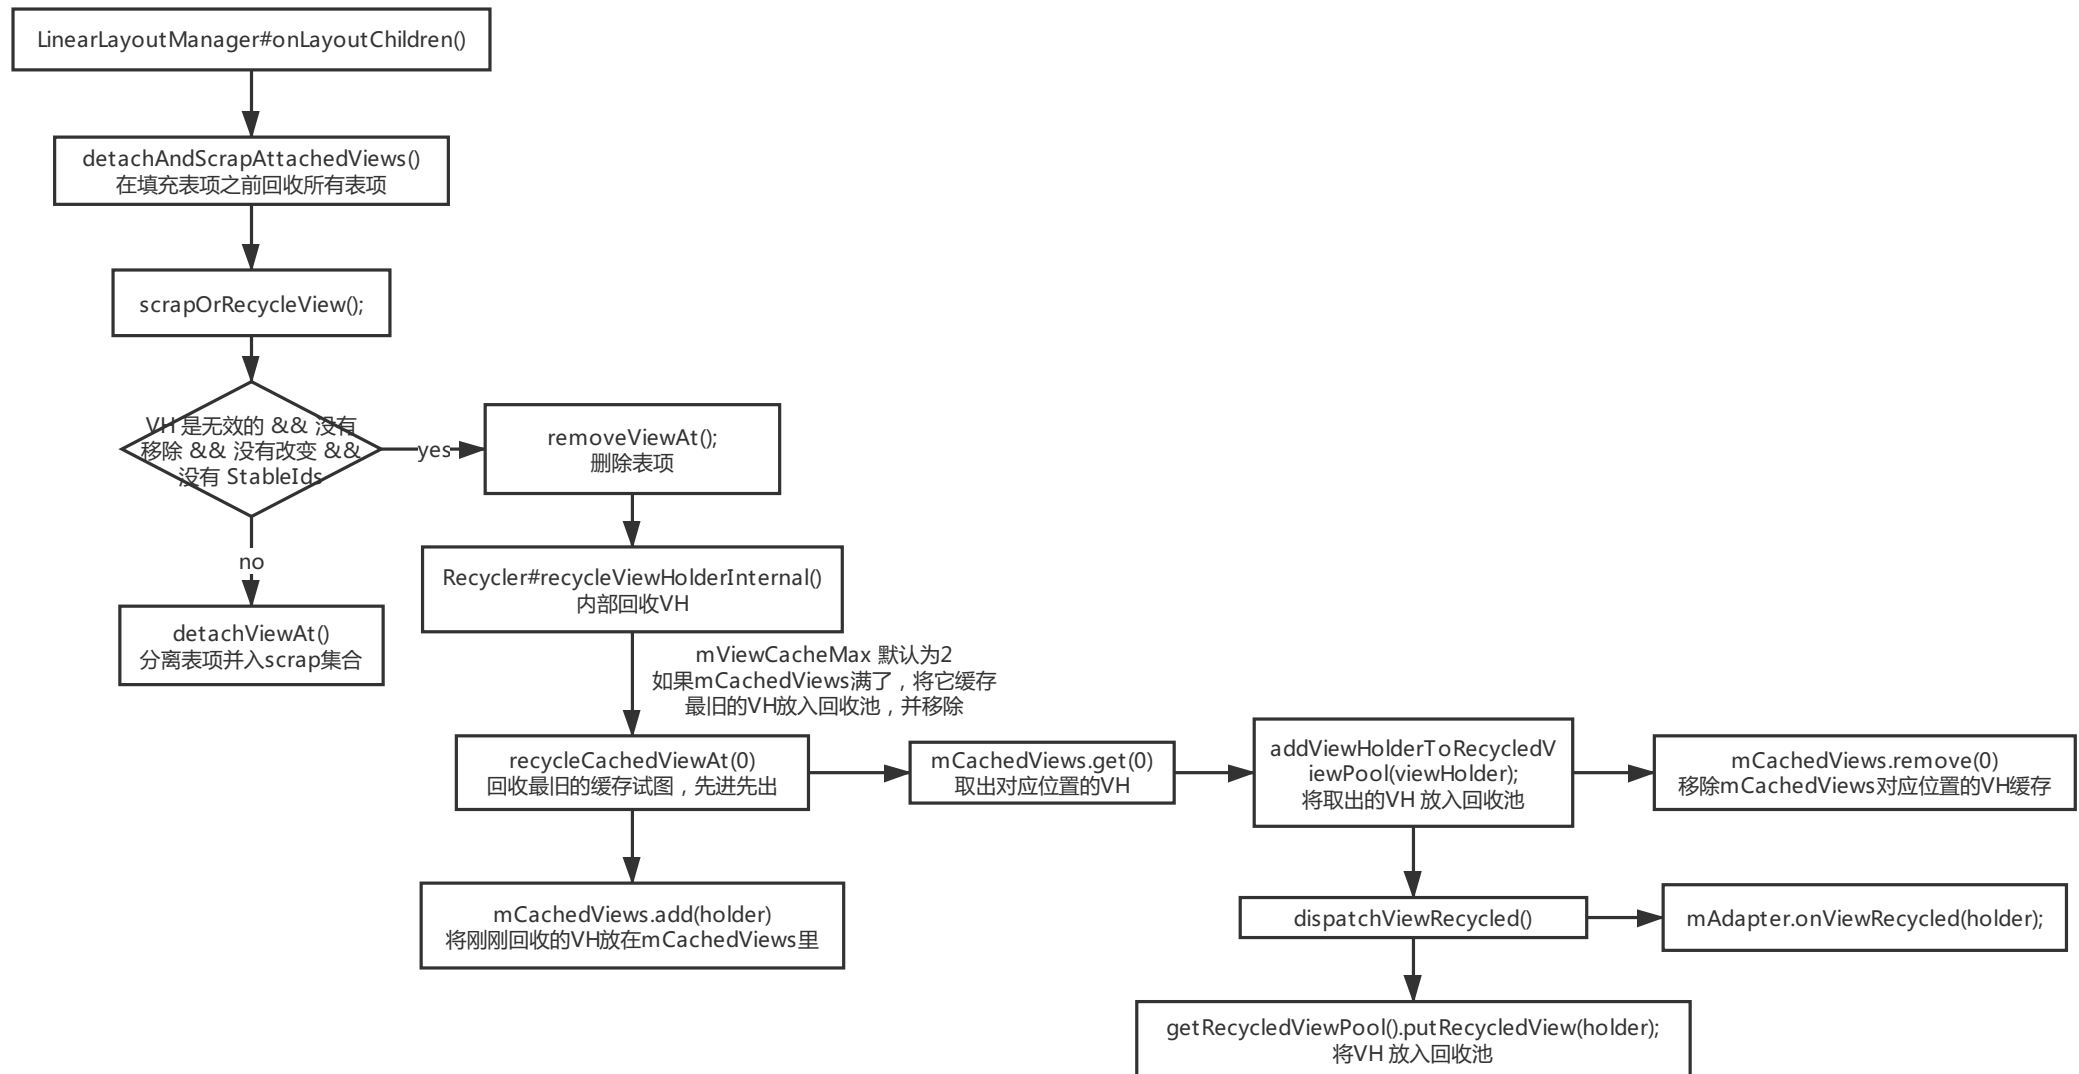 LinearLayoutManager#onLayoutChildren()
detachAndScrapAttachedViews()
在填充表项之前回收所有表项
scrapOrRecycleView();
VH 是无效的 && 没有
移除 && 没有改变 &&
没有 StableIds
yes
removeViewAt();
删除表项
no
detachViewAt()
分离表项并入scrap集合
Recycler#recycleViewHolderInternal()
内部回收VH
mViewCacheMax 默认为2
如果mCachedViews满了，将它缓存
最旧的VH放入回收池，并移除
recycleCachedViewAt(0)
回收最旧的缓存试图，先进先出
mCachedViews.get(0)
取出对应位置的VH
addViewHolderToRecycledV
iewPool(viewHolder);
将取出的VH 放入回收池
mCachedViews.remove(0)
移除mCachedViews对应位置的VH缓存
mCachedViews.add(holder)
将刚刚回收的VH放在mCachedViews里
dispatchViewRecycled()
mAdapter.onViewRecycled(holder);
getRecycledViewPool().putRecycledView(holder);
将VH 放入回收池